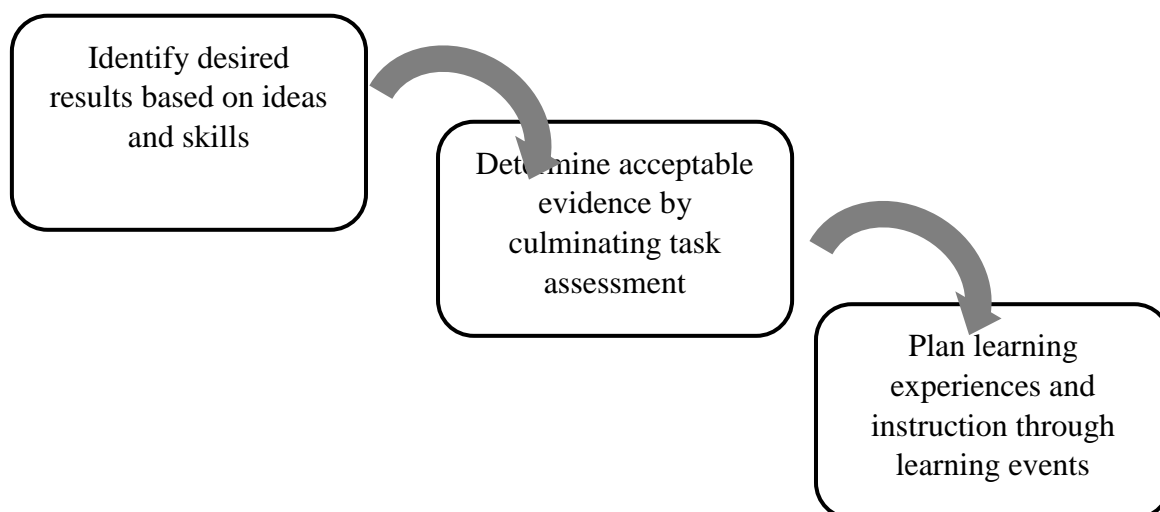 Identify desired
results based on ideas
and skills
Determine acceptable
evidence by
culminating task
assessment
Plan learning
experiences and
instruction through
learning events